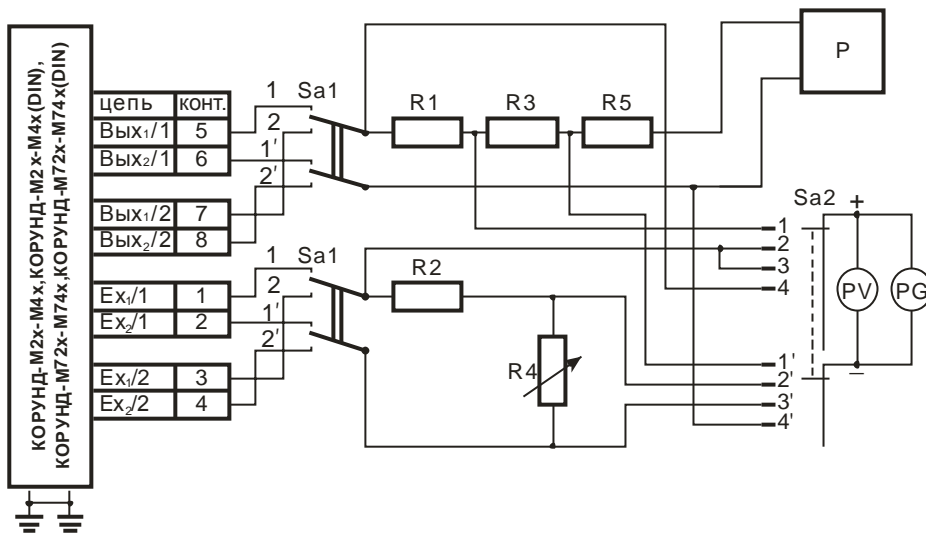 КОРУНД-М2х-М4х,КОРУНД-М2х-М4х(DIN),
КОРУНД-М72х-М74х,КОРУНД-М72х-М74х(DIN)
цепь конт.
Вых₁/1 5
Вых₂/1 6
Вых₁/2 7
Вых₂/2 8
Ex₁/1 1
Ex₂/1 2
Ex₁/2 3
Ex₂/2 4
1 Sa1
2
1'
2'
1 Sa1
2
1'
2'
R1 R3 R5
P
R2
R4
Sa2 +
1
2
3
4
PV PG
1'
2'
3'
4'
–